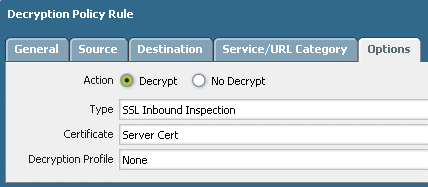 Decryption Policy Rule
General Source Destination Service/URL Category Options
Action Decrypt No Decrypt
Type SSL Inbound Inspection
Certificate Server Cert
Decryption Profile None